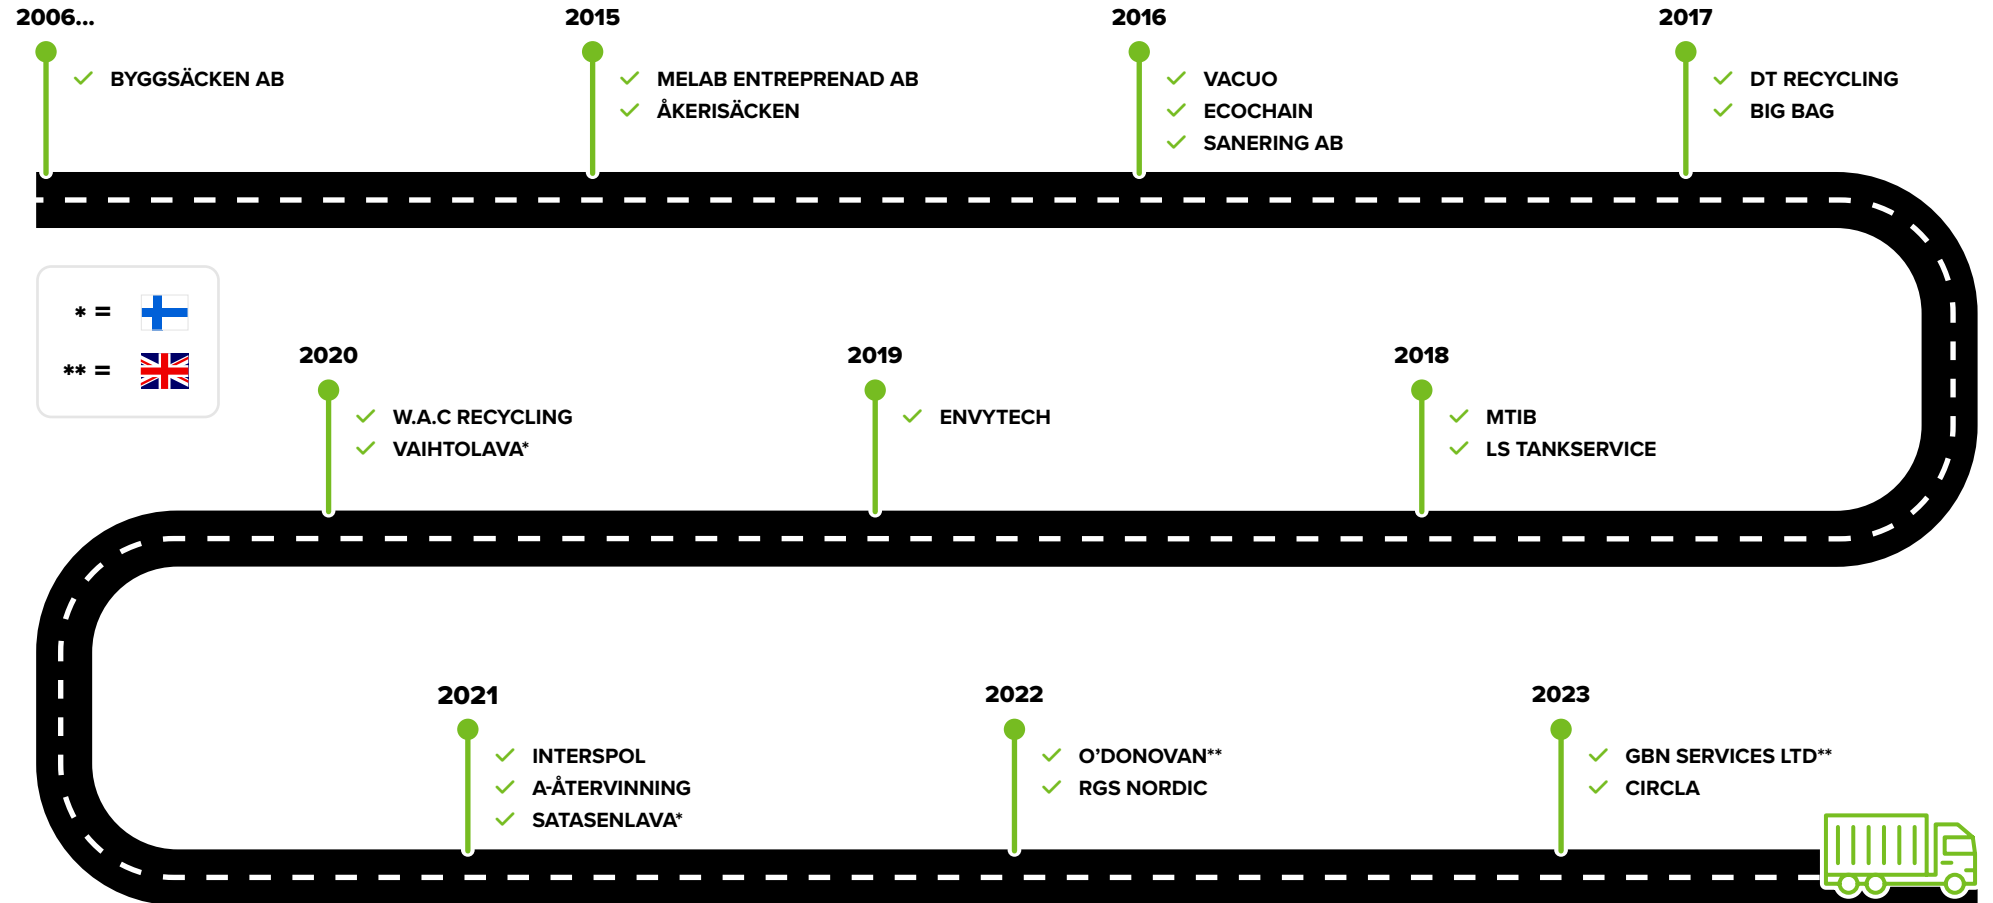 2006...
BYGGSÄCKEN AB
2015
MELAB ENTREPRENAD AB
ÅKERISÄCKEN
2016
VACUO
ECOCHAIN
SANERING AB
2017
DT RECYCLING
BIG BAG
* =
** =
2020
W.A.C RECYCLING
VAIHTOLAVA*
2019
ENVYTECH
2018
MTIB
LS TANKSERVICE
2021
INTERSPOL
A-ÅTERVINNING
SATASENLAVA*
2022
O’DONOVAN**
RGS NORDIC
2023
GBN SERVICES LTD**
CIRCLA